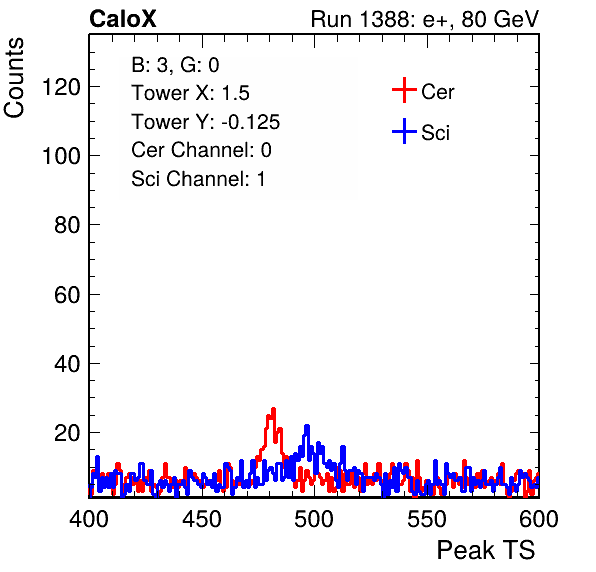 CaloX
Run 1388: e+, 80 GeV
Counts
B: 3, G: 0
Tower X: 1.5
Tower Y: -0.125
Cer Channel: 0
Sci Channel: 1
Cer
Sci
120
100
80
60
40
20
400
450
500
550
600
Peak TS